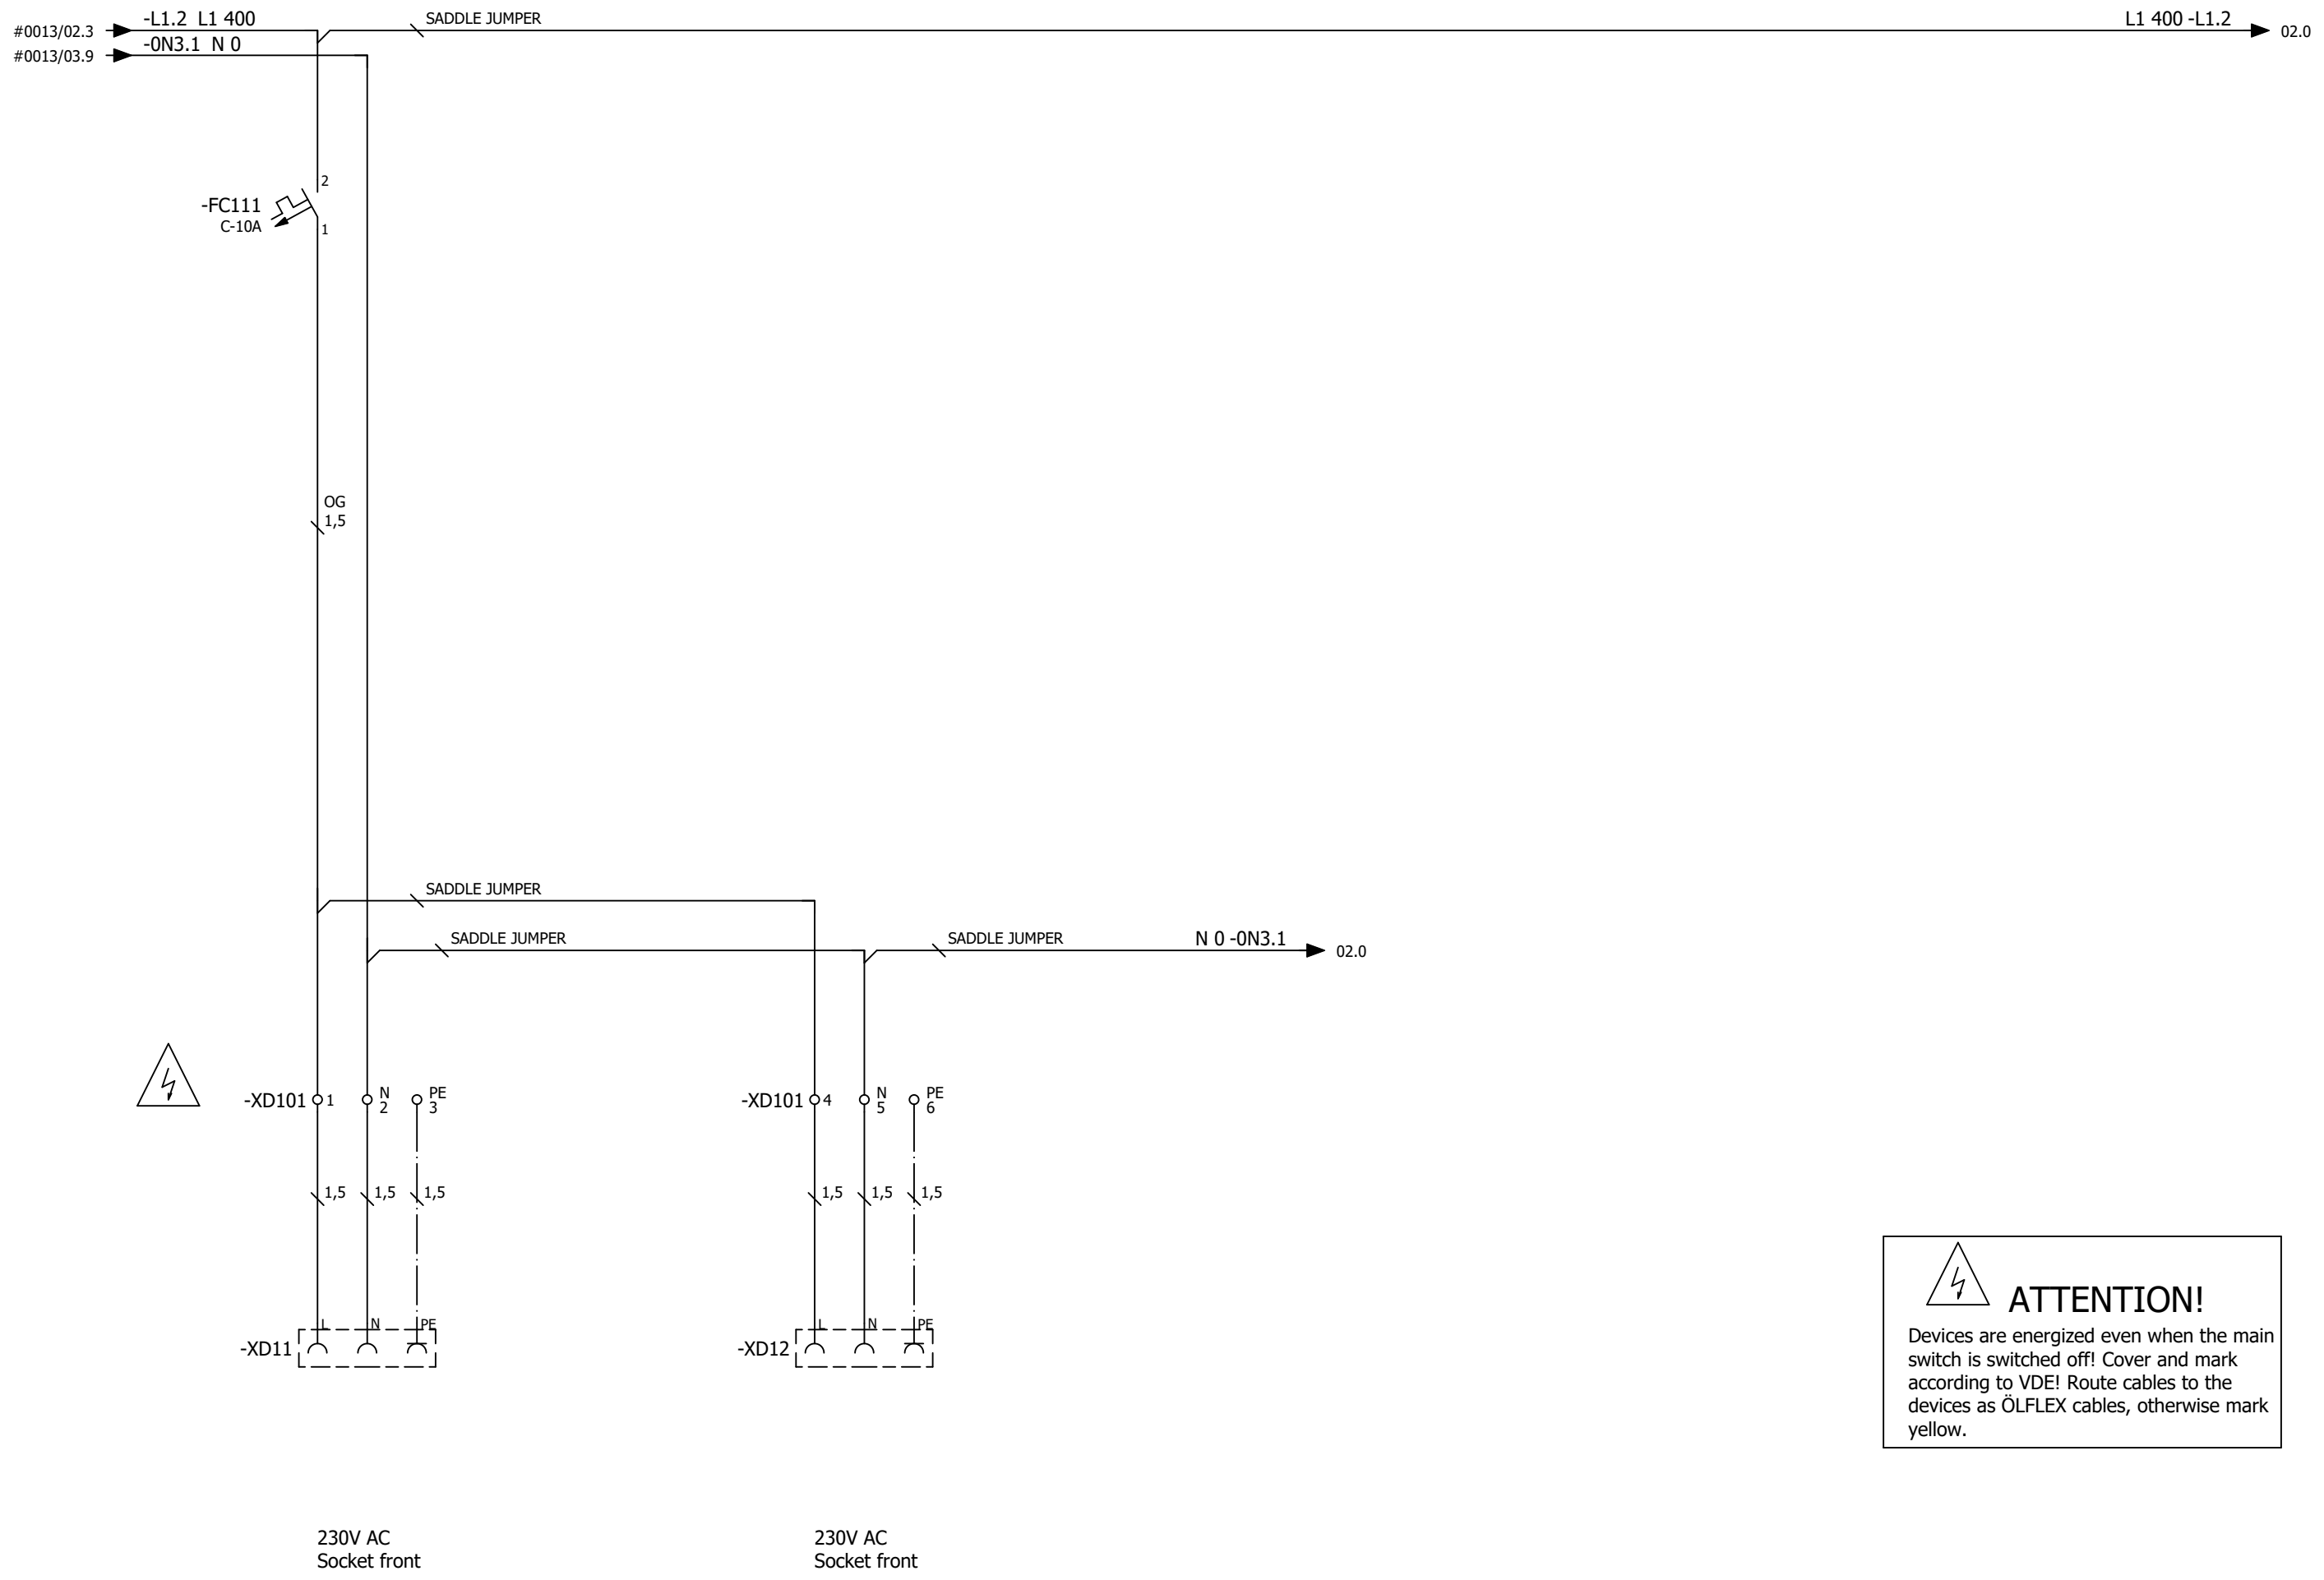 -L1.2 L1 400
SADDLE JUMPER
L1 400 -L1.2
#0013/02.3
02.0
-0N3.1 N 0
#0013/03.9
2
-FC111
C-10A
1
OG
1,5
SADDLE JUMPER
SADDLE JUMPER
SADDLE JUMPER
N 0 -0N3.1
02.0
-XD101
1
N
2
PE
3
-XD101
4
N
5
PE
6
1,5
1,5
1,5
1,5
1,5
1,5
L
N
PE
-XD11
L
N
PE
-XD12
ATTENTION!
Devices are energized even when the main
switch is switched off! Cover and mark
according to VDE! Route cables to the
devices as ÖLFLEX cables, otherwise mark
yellow.
230V AC
Socket front
230V AC
Socket front